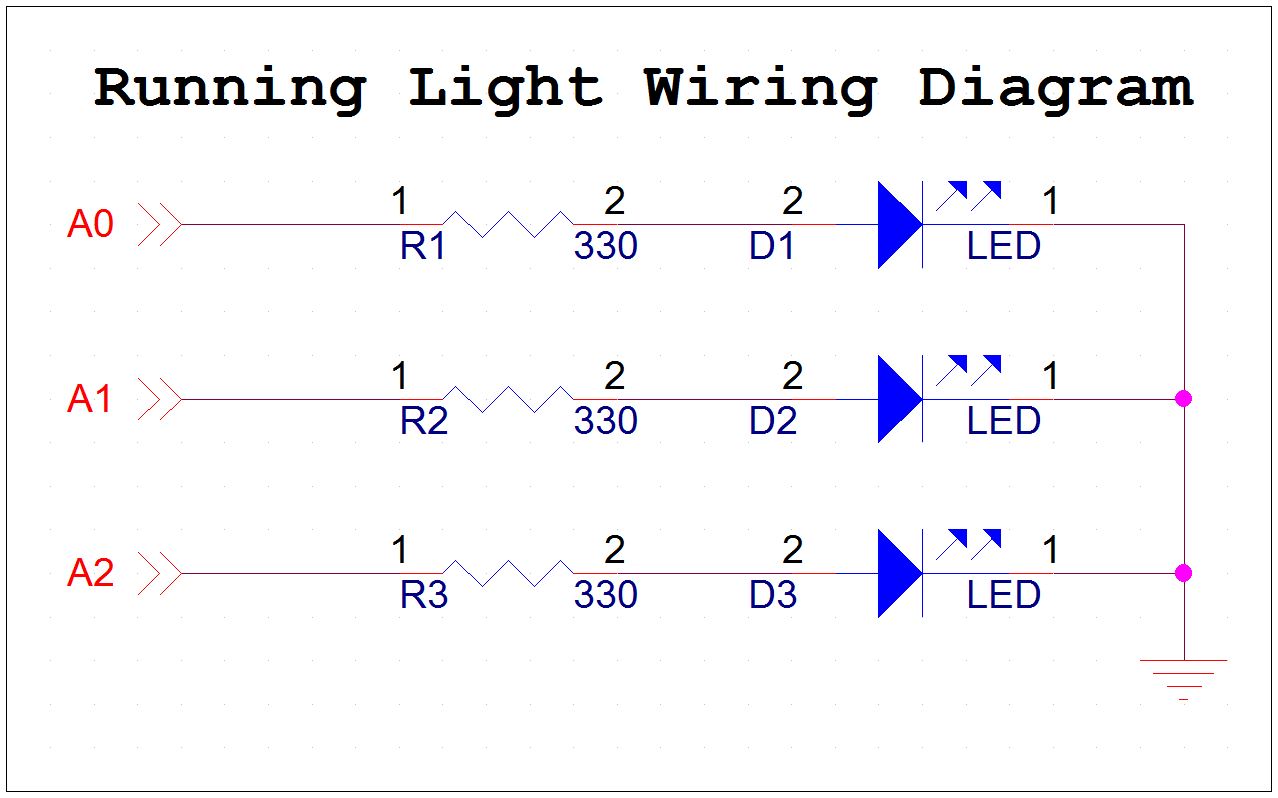 Running Light Wiring Diagram
A0 1 2 2 1
R1 330 D1 LED
A1 1 2 2 1
R2 330 D2 LED
A2 1 2 2 1
R3 330 D3 LED